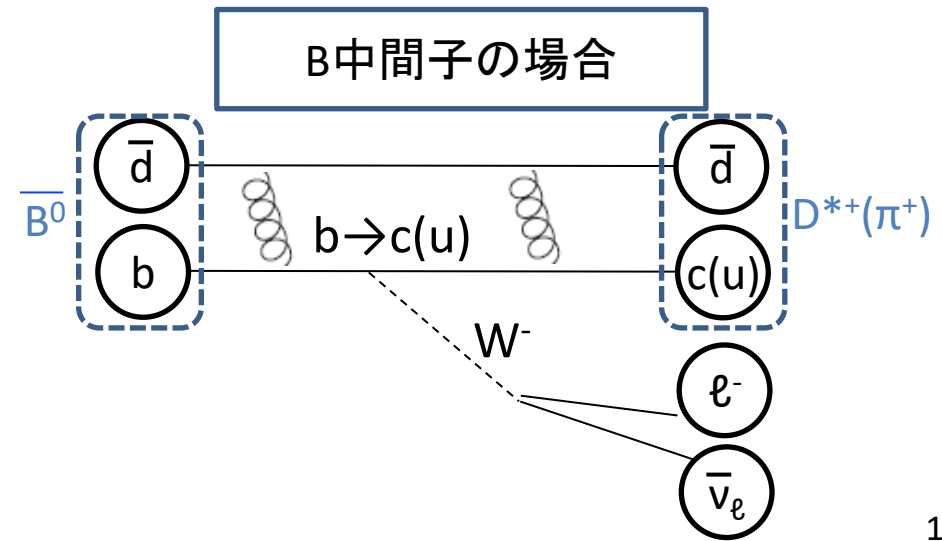 B中間子の場合
d̅
d̅
B̅⁰
D*⁺(π⁺)
b→c(u)
b
c(u)
W⁻
ℓ⁻
ν̅ℓ
1